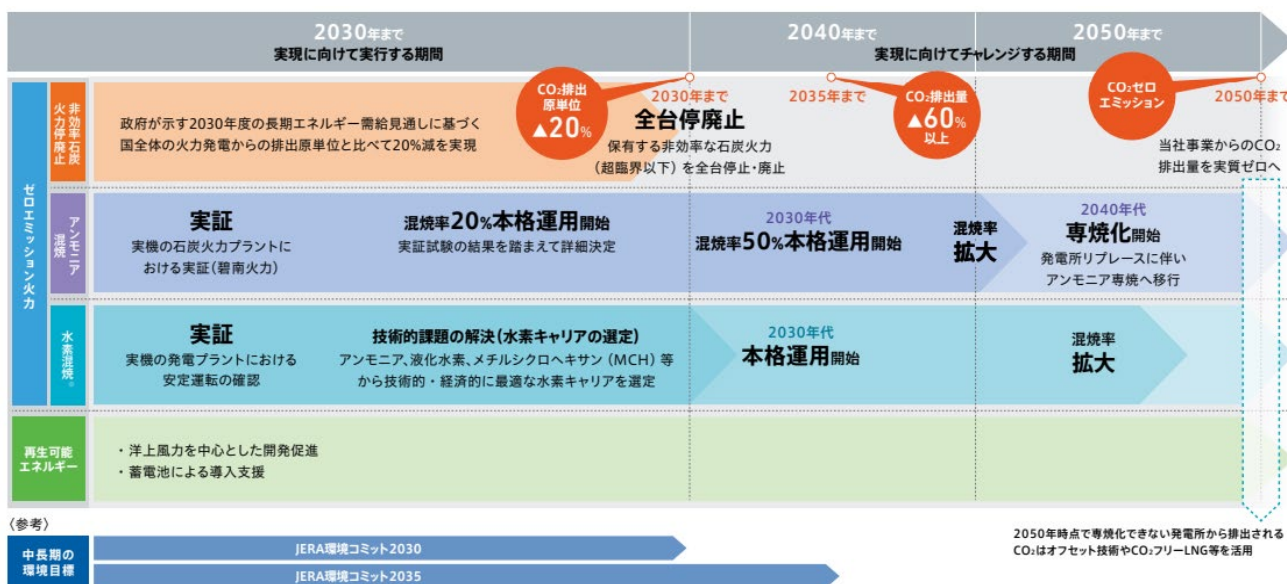 2030年まで
実現に向けて実行する期間
2040年まで
2050年まで
実現に向けてチャレンジする期間
ゼロエミッション火力
非効率石炭
火力停廃止
政府が示す2030年度の長期エネルギー需給見通しに基づく
国全体の火力発電からの排出原単位と比べて20%減を実現
CO₂排出
原単位
▲20%
2030年まで
全台停廃止
保有する非効率な石炭火力
(超臨界以下)を全台停止・廃止
2035年まで
CO₂排出量
▲60%
以上
CO₂ゼロ
エミッション
2050年まで
当社事業からのCO₂
排出量を実質ゼロへ
アンモニア
混焼
実証
実機の石炭火力プラントに
おける実証(碧南火力)
混焼率20%本格運用開始
実証試験の結果を踏まえて詳細決定
2030年代
混焼率50%本格運用開始
混焼率
拡大
2040年代
専焼化開始
発電所リプレースに伴い
アンモニア専焼へ移行
水素混焼※
実証
実機の発電プラントにおける
安定運転の確認
技術的課題の解決(水素キャリアの選定)
アンモニア、液化水素、メチルシクロヘキサン(MCH)等
から技術的・経済的に最適な水素キャリアを選定
2030年代
本格運用開始
混焼率
拡大
再生可能
エネルギー
・洋上風力を中心とした開発促進
・蓄電池による導入支援
〈参考〉
中長期の
環境目標
JERA環境コミット2030
JERA環境コミット2035
2050年時点で専焼化できない発電所から排出される
CO₂はオフセット技術やCO₂フリーLNG等を活用